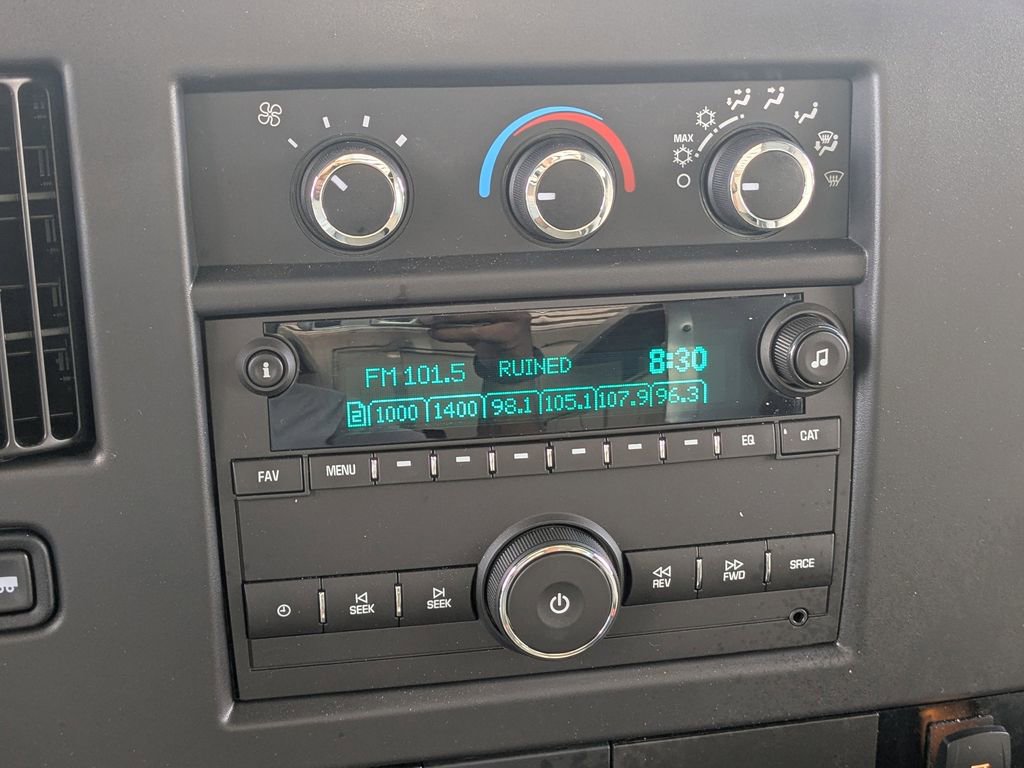 MAX
i
FM 101.5 RUINED 8:30
2 1000 1400 98.1 105.1 107.9 96.3
FAV MENU EQ CAT
SEEK SEEK REV FWD SRCE